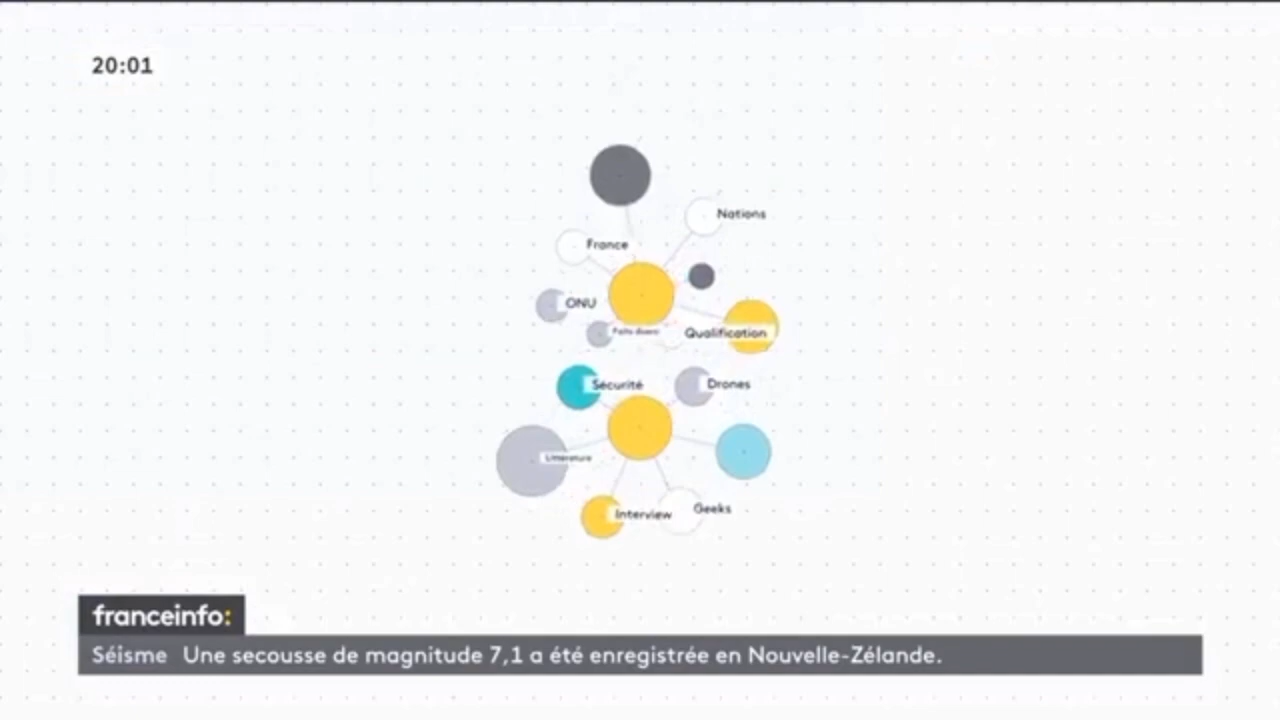 20:01
Nations
France
ONU
Faits divers
Qualification
Sécurité
Drones
Littérature
Interview
Geeks
franceinfo:
Séisme Une secousse de magnitude 7,1 a été enregistrée en Nouvelle-Zélande.